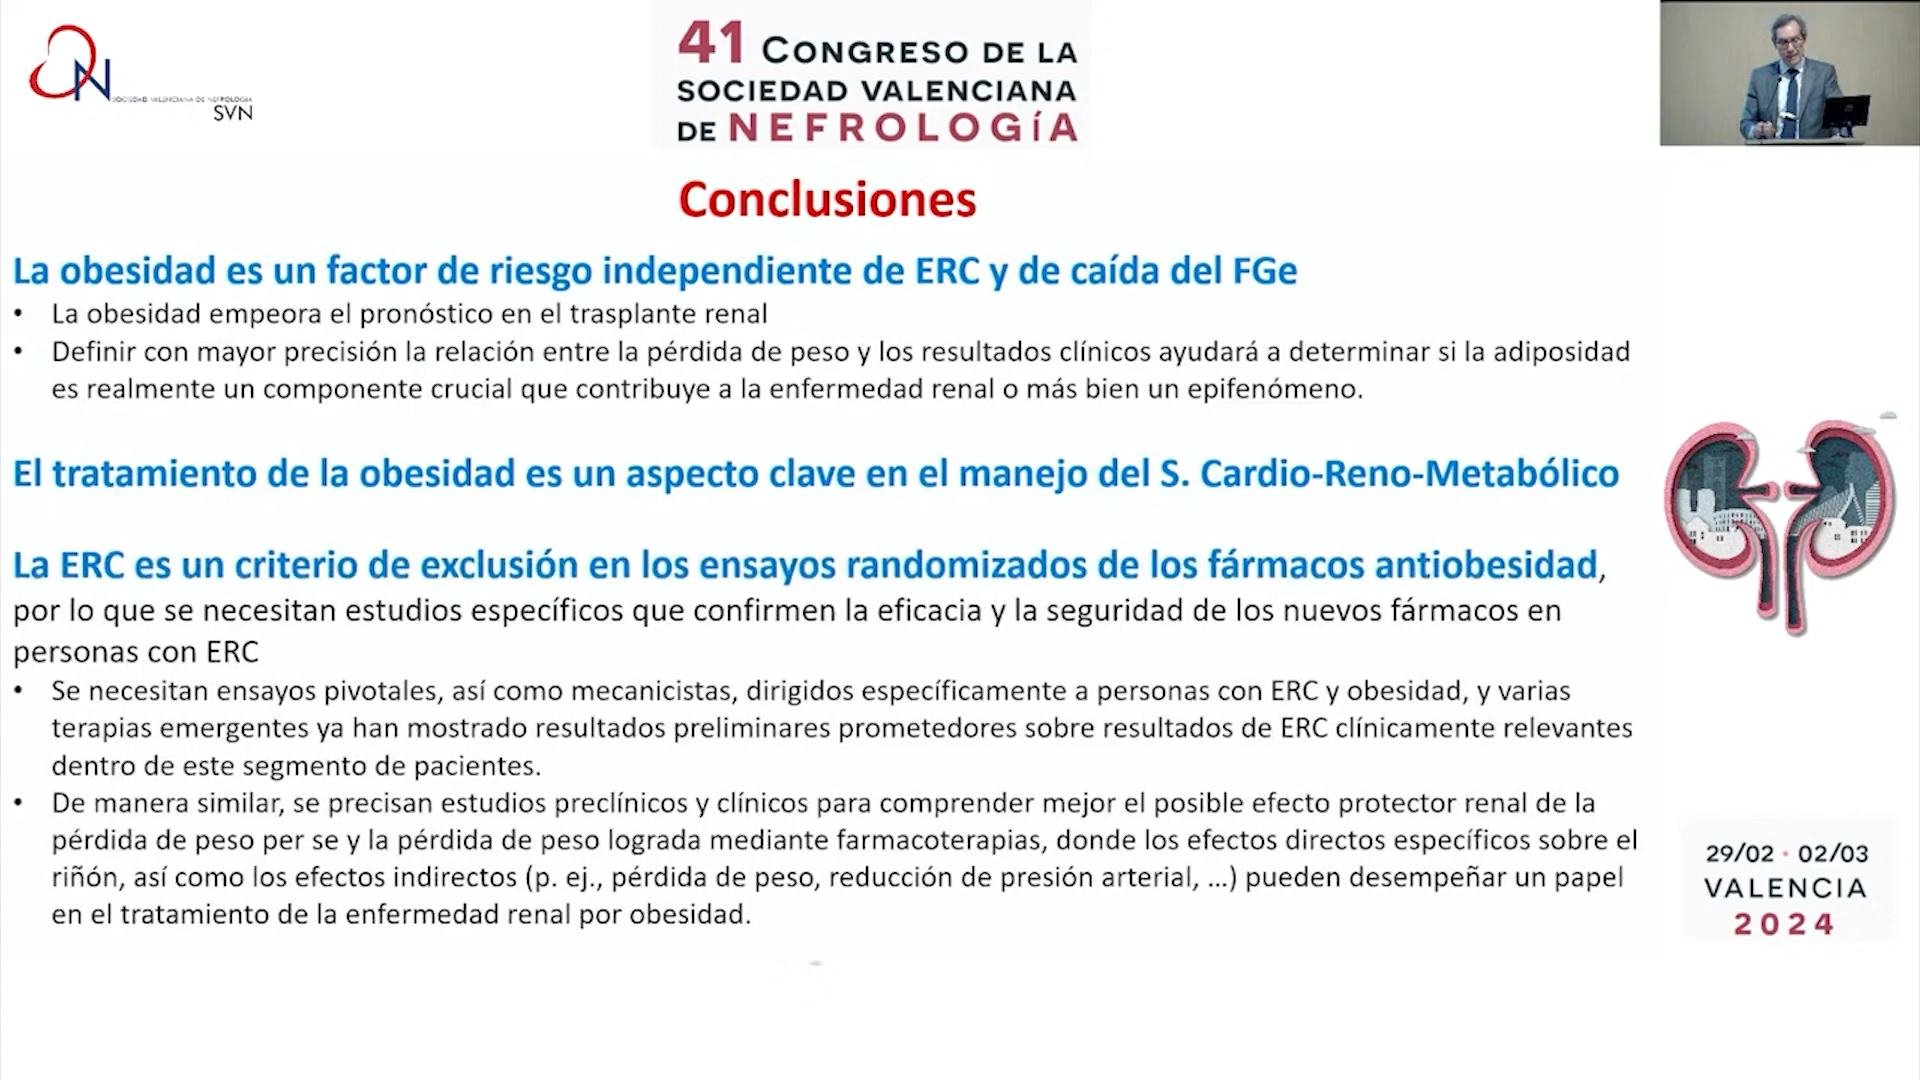 SOCIEDAD VALENCIANA DE NEFROLOGIA
SVN
41 CONGRESO DE LA
SOCIEDAD VALENCIANA
DE NEFROLOGíA
Conclusiones
La obesidad es un factor de riesgo independiente de ERC y de caída del FGe
• La obesidad empeora el pronóstico en el trasplante renal
• Definir con mayor precisión la relación entre la pérdida de peso y los resultados clínicos ayudará a determinar si la adiposidad
es realmente un componente crucial que contribuye a la enfermedad renal o más bien un epifenómeno.
El tratamiento de la obesidad es un aspecto clave en el manejo del S. Cardio-Reno-Metabólico
La ERC es un criterio de exclusión en los ensayos randomizados de los fármacos antiobesidad,
por lo que se necesitan estudios específicos que confirmen la eficacia y la seguridad de los nuevos fármacos en
personas con ERC
• Se necesitan ensayos pivotales, así como mecanicistas, dirigidos específicamente a personas con ERC y obesidad, y varias
terapias emergentes ya han mostrado resultados preliminares prometedores sobre resultados de ERC clínicamente relevantes
dentro de este segmento de pacientes.
• De manera similar, se precisan estudios preclínicos y clínicos para comprender mejor el posible efecto protector renal de la
pérdida de peso per se y la pérdida de peso lograda mediante farmacoterapias, donde los efectos directos específicos sobre el
riñón, así como los efectos indirectos (p. ej., pérdida de peso, reducción de presión arterial, ...) pueden desempeñar un papel
en el tratamiento de la enfermedad renal por obesidad.
29/02 · 02/03
VALENCIA
2024